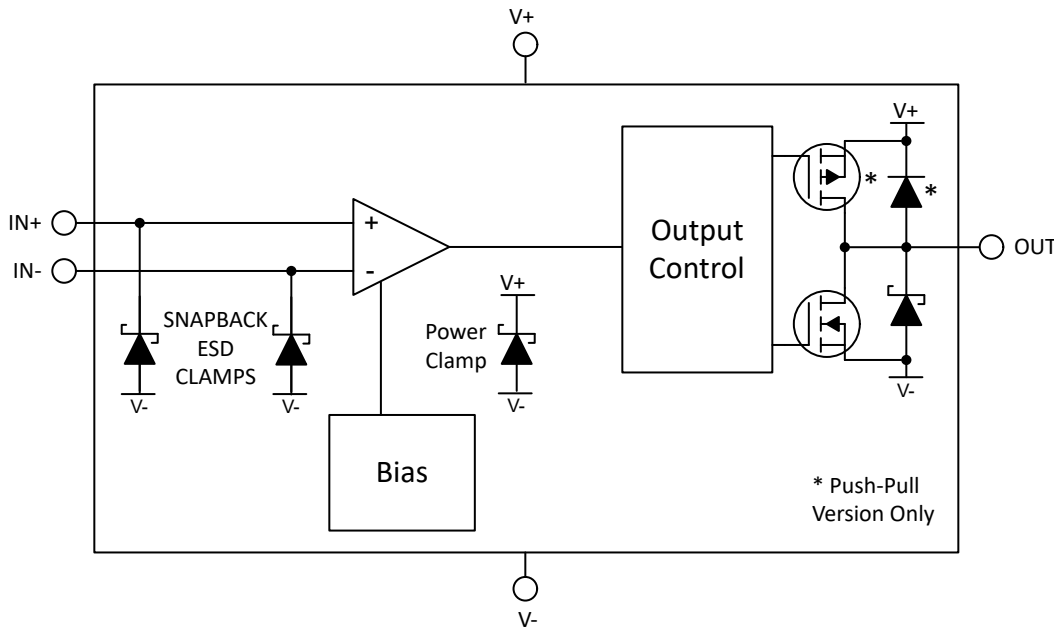 V+
V+
*
*
IN+
+
Output
Control
OUT
IN-
-
V+
SNAPBACK
ESD
CLAMPS
Power
Clamp
V-
V-
V-
V-
Bias
* Push-Pull
Version Only
V-